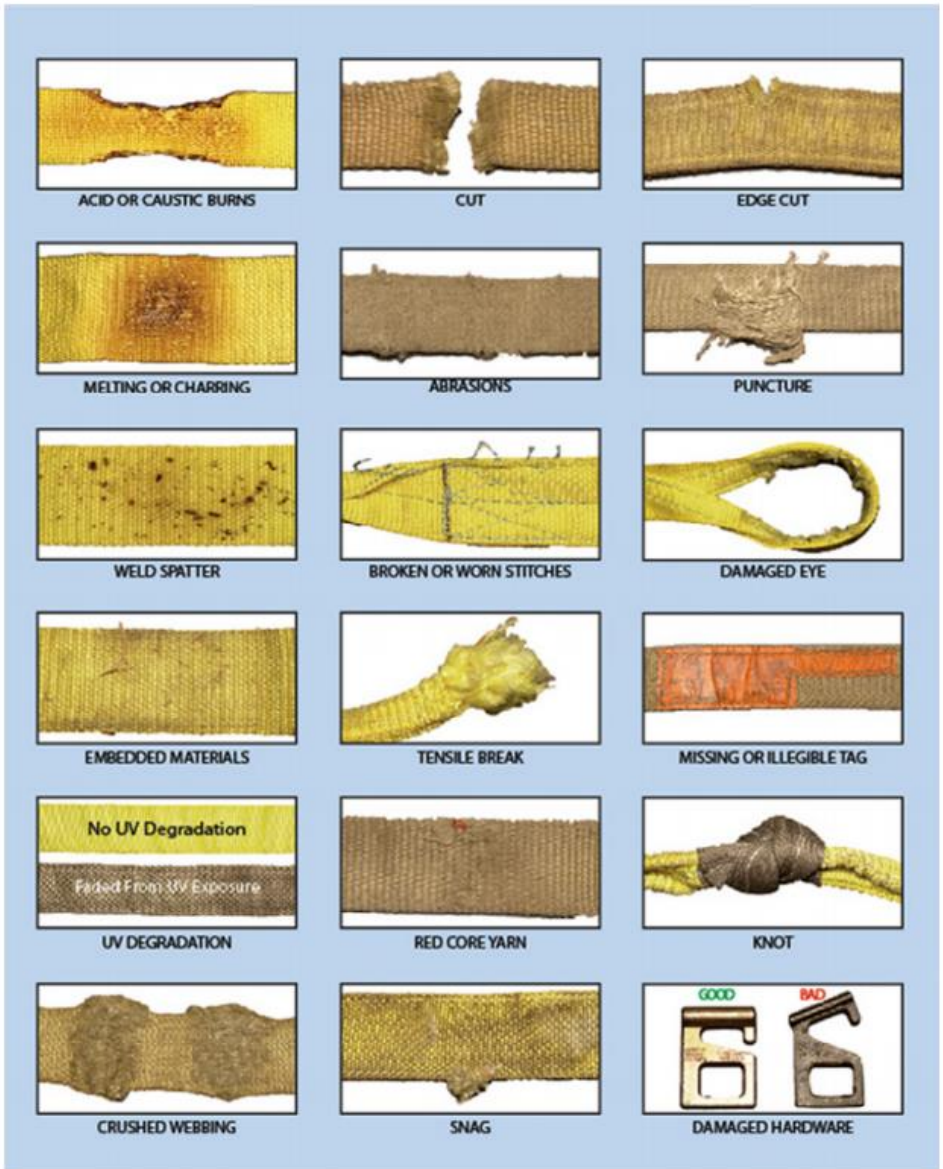 ACID OR CAUSTIC BURNS
CUT
EDGE CUT
MELTING OR CHARRING
ABRASIONS
PUNCTURE
WELD SPATTER
BROKEN OR WORN STITCHES
DAMAGED EYE
EMBEDDED MATERIALS
TENSILE BREAK
MISSING OR ILLEGIBLE TAG
No UV Degradation
Faded From UV Exposure
UV DEGRADATION
RED CORE YARN
KNOT
CRUSHED WEBBING
SNAG
GOOD
BAD
DAMAGED HARDWARE